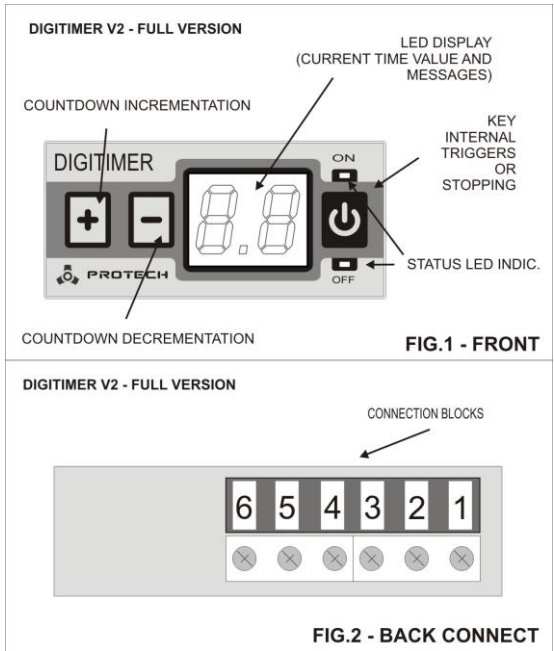 DIGITIMER V2 - FULL VERSION
LED DISPLAY
(CURRENT TIME VALUE AND
MESSAGES)
COUNTDOWN INCREMENTATION
KEY
INTERNAL
TRIGGERS
OR
STOPPING
DIGITIMER
ON
+
-
8.8
PROTECH
OFF
STATUS LED INDIC.
COUNTDOWN DECREMENTATION
FIG.1 - FRONT
DIGITIMER V2 - FULL VERSION
CONNECTION BLOCKS
6 5 4 3 2 1
FIG.2 - BACK CONNECT